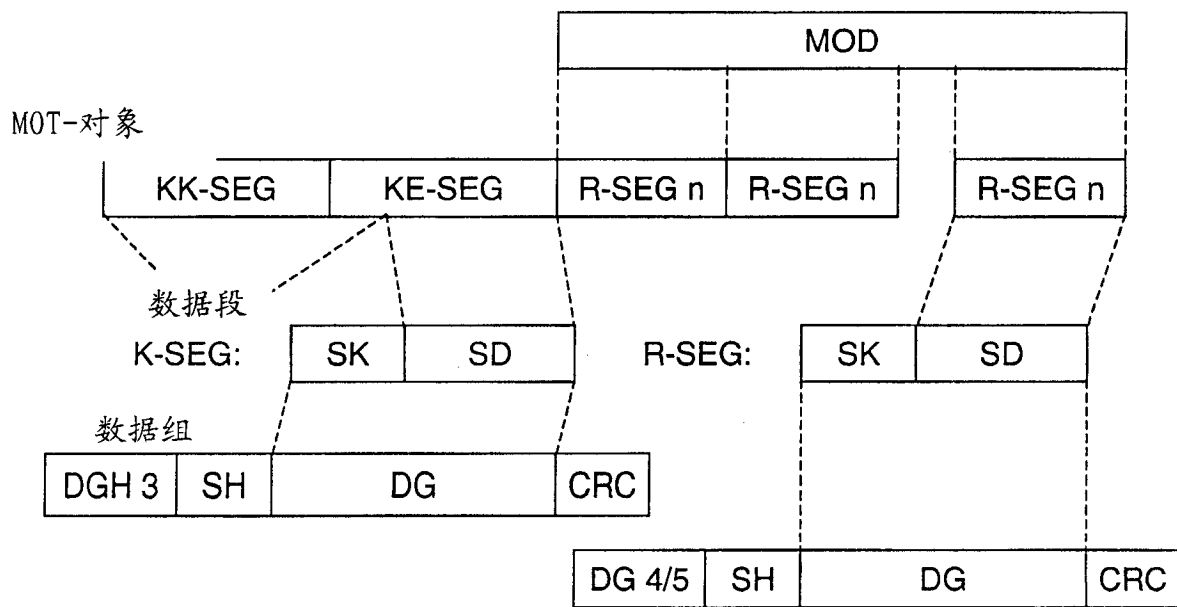 MOD
MOT-对象
KK-SEG KE-SEG R-SEG n R-SEG n R-SEG n
数据段
K-SEG: SK SD R-SEG: SK SD
数据组
DGH 3 SH DG CRC
DG 4/5 SH DG CRC